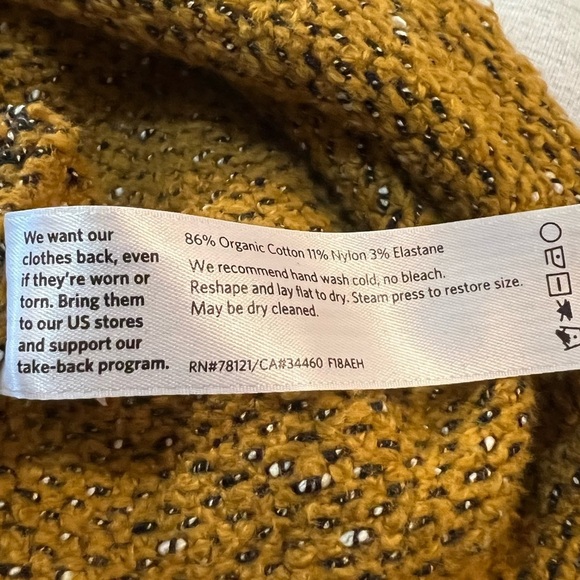 We want our
clothes back, even
if they're worn or
torn. Bring them
to our US stores
and support our
take-back program.
86% Organic Cotton 11% Nylon 3% Elastane
We recommend hand wash cold, no bleach.
Reshape and lay flat to dry. Steam press to restore size.
May be dry cleaned.
RN#78121/CA#34460 F18AEH